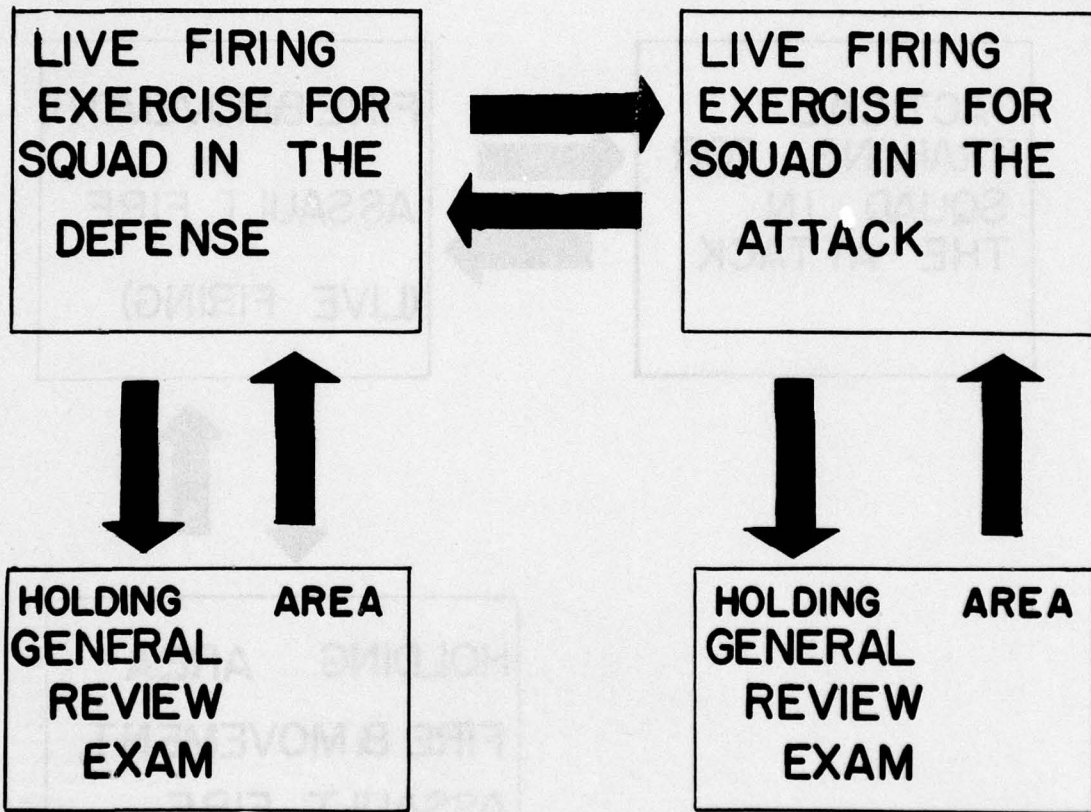 LIVE FIRING
EXERCISE FOR
SQUAD IN THE
DEFENSE
LIVE FIRING
EXERCISE FOR
SQUAD IN THE
ATTACK
HOLDING AREA
GENERAL
REVIEW
EXAM
HOLDING AREA
GENERAL
REVIEW
EXAM